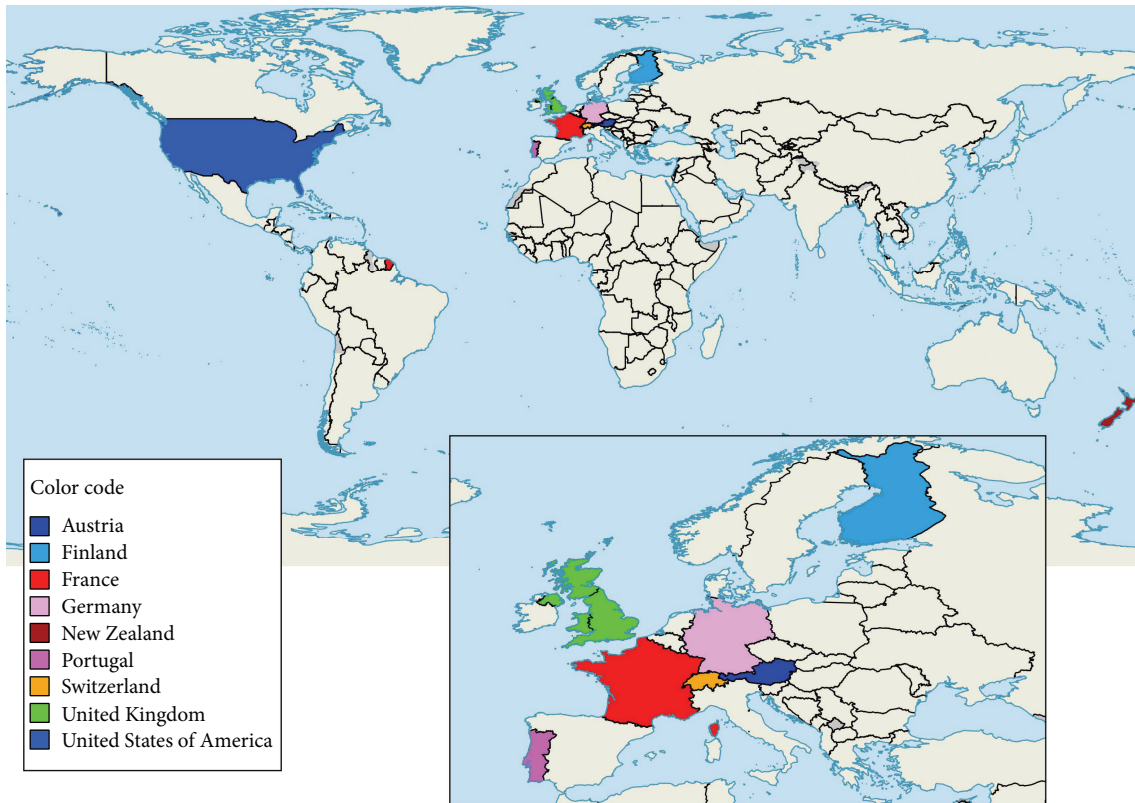 Color code
Austria
Finland
France
Germany
New Zealand
Portugal
Switzerland
United Kingdom
United States of America